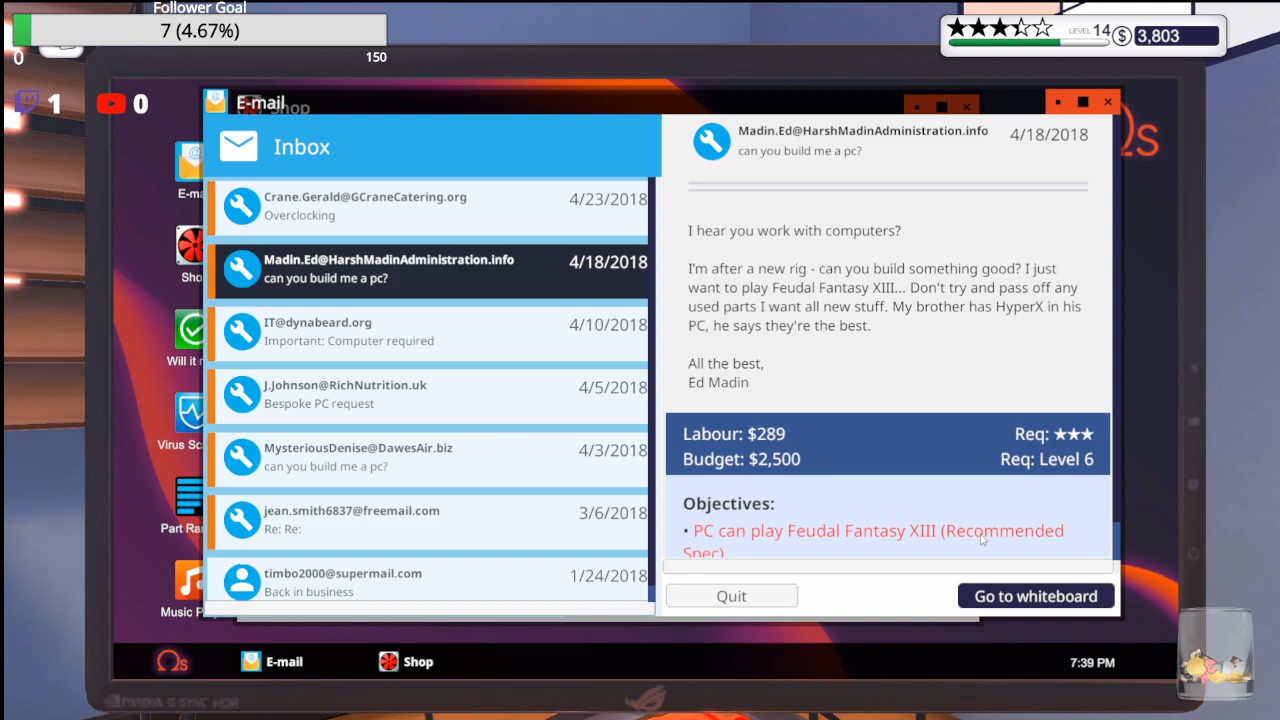 Follower Goal
7 (4.67%)
0
150
LEVEL 14
$ 3,803
1
0
E-mail
Shop
Inbox
Crane.Gerald@GCraneCatering.org
4/23/2018
Overclocking
Madin.Ed@HarshMadinAdministration.info
4/18/2018
can you build me a pc?
IT@dynabeard.org
4/10/2018
Important: Computer required
J.Johnson@RichNutrition.uk
4/5/2018
Bespoke PC request
MysteriousDenise@DawesAir.biz
4/3/2018
can you build me a pc?
jean.smith6837@freemail.com
3/6/2018
Re: Re:
timbo2000@supermail.com
1/24/2018
Back in business
Madin.Ed@HarshMadinAdministration.info
4/18/2018
can you build me a pc?
I hear you work with computers?
I'm after a new rig - can you build something good? I just
want to play Feudal Fantasy XIII... Don't try and pass off any
used parts I want all new stuff. My brother has HyperX in his
PC, he says they're the best.
All the best,
Ed Madin
Labour: $289
Req: ★★★
Budget: $2,500
Req: Level 6
Objectives:
• PC can play Feudal Fantasy XIII (Recommended
Spec)
Quit
Go to whiteboard
E-ma
Sho
Will it r
Virus Sc
Part Ra
Music P
Ωs
E-mail
Shop
7:39 PM
NVIDIA G-SYNC HDR